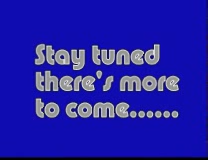 Stay tuned
there's more
to come......